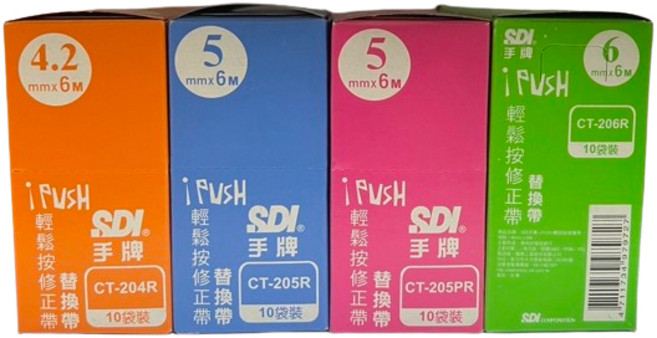 4.2
mm x 6M
i PUSH
輕鬆按修正帶
替換帶
SDI®
手牌
CT-204R
10袋裝
5
mm x 6M
i PUSH
輕鬆按修正帶
替換帶
SDI®
手牌
CT-205R
10袋裝
5
mm x 6M
i PUSH
輕鬆按修正帶
替換帶
SDI®
手牌
CT-205PR
10袋裝
SDI®
手牌
6
mm x 6M
i PUSH
輕鬆按修正帶
替換帶
CT-206R
10袋裝
4711734979727
SDI CORPORATION